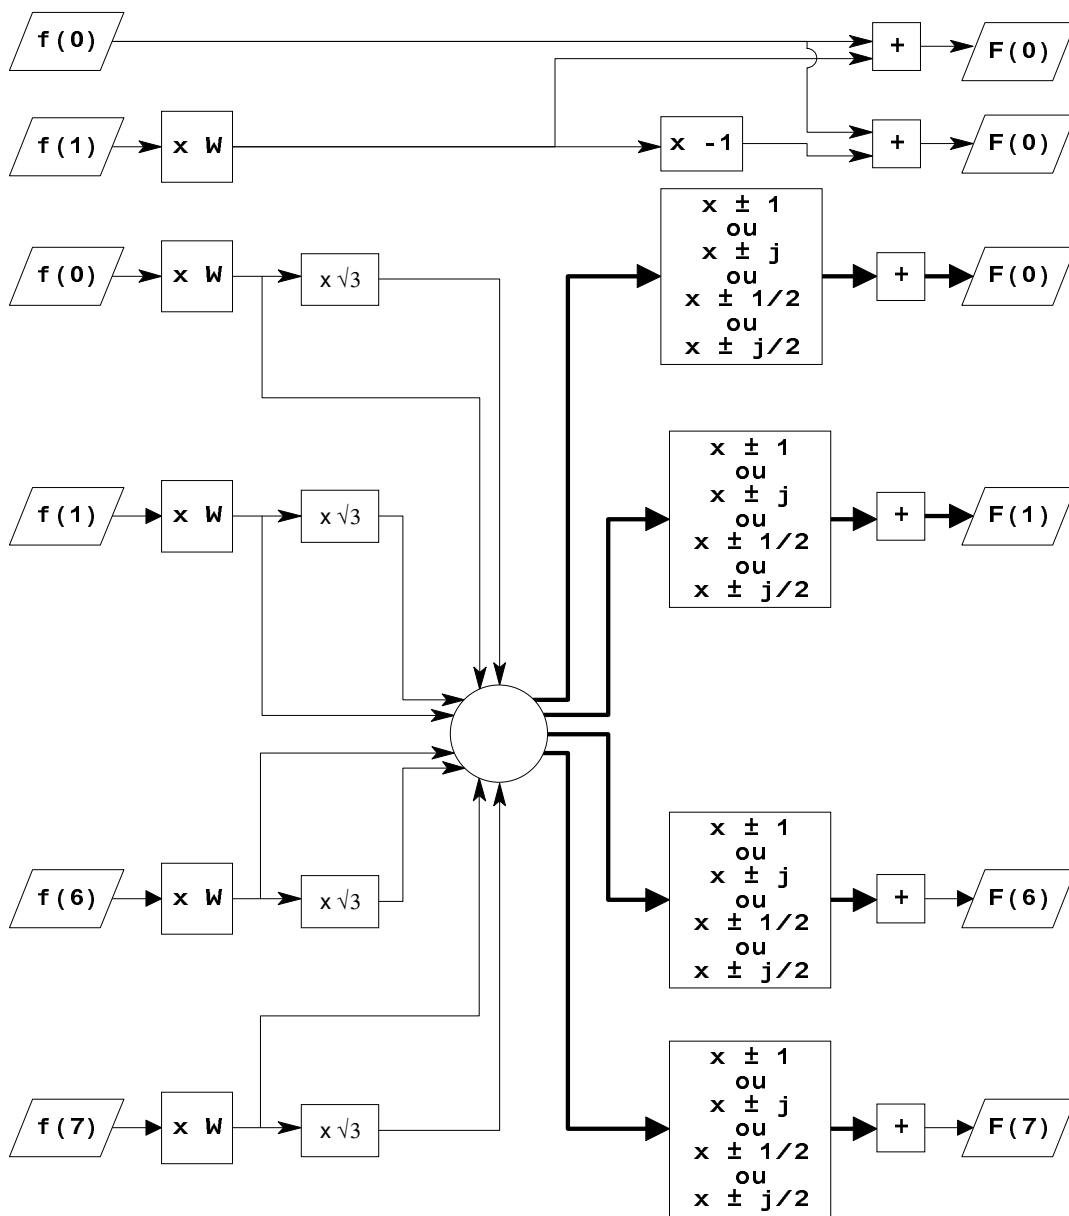 f(0)
+
F(0)
f(1)
x W
x -1
+
F(0)
f(0)
x W
x √3
x ± 1
ou
x ± j
ou
x ± 1/2
ou
x ± j/2
+
F(0)
f(1)
x W
x √3
x ± 1
ou
x ± j
ou
x ± 1/2
ou
x ± j/2
+
F(1)
f(6)
x W
x √3
x ± 1
ou
x ± j
ou
x ± 1/2
ou
x ± j/2
+
F(6)
f(7)
x W
x √3
x ± 1
ou
x ± j
ou
x ± 1/2
ou
x ± j/2
+
F(7)